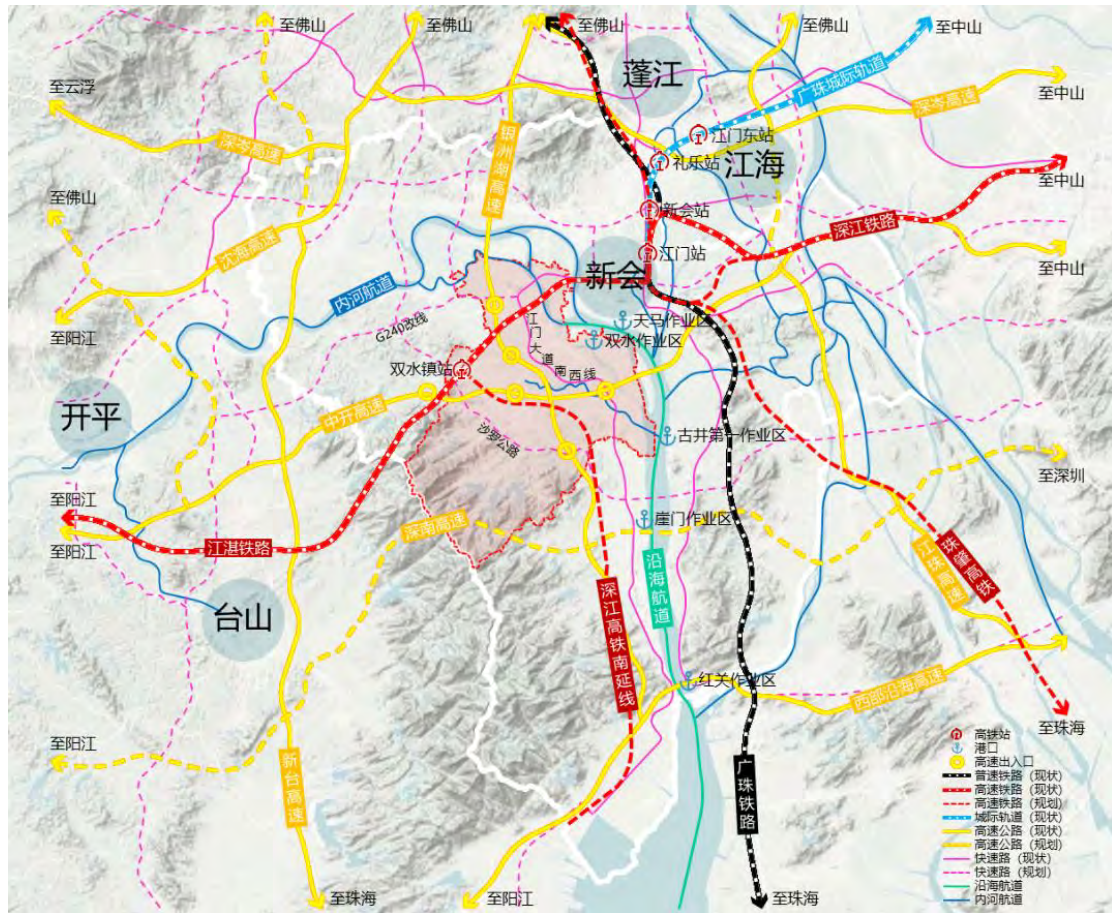 至佛山
至佛山
至佛山
至佛山
至佛山
至中山
至云浮
蓬江
广珠城际轨道
深岑高速
至中山
深岑高速
银洲湖高速
江门东站
礼乐站
江海
至中山
至佛山
新会站
深江铁路
沈海高速
江门站
至中山
新会
内河航道
至阳江
G240改线
天马作业区
双水作业区
江门大道南西线
双水镇站
中开高速
开平
沙罗公路
古井第一作业区
至深圳
至阳江
深南高速
崖门作业区
至阳江
江湛铁路
沿海航道
江珠高速
珠肇高铁
台山
深江高铁南延线
红关作业区
西部沿海高速
至阳江
新台高速
广珠铁路
至珠海
至珠海
至阳江
至珠海
高铁站
港口
高速出入口
普速铁路（现状）
高速铁路（现状）
高速铁路（规划）
城际轨道（现状）
高速公路（现状）
高速公路（规划）
快速路（现状）
快速路（规划）
沿海航道
内河航道